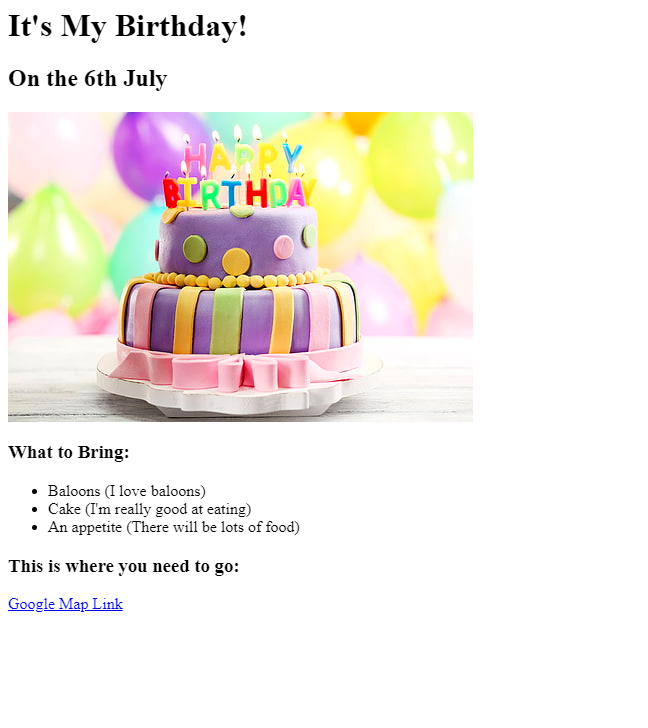 It's My Birthday!
On the 6th July
HAPPY
BIRTHDAY
What to Bring:
Baloons (I love baloons)
Cake (I'm really good at eating)
An appetite (There will be lots of food)
This is where you need to go:
Google Map Link